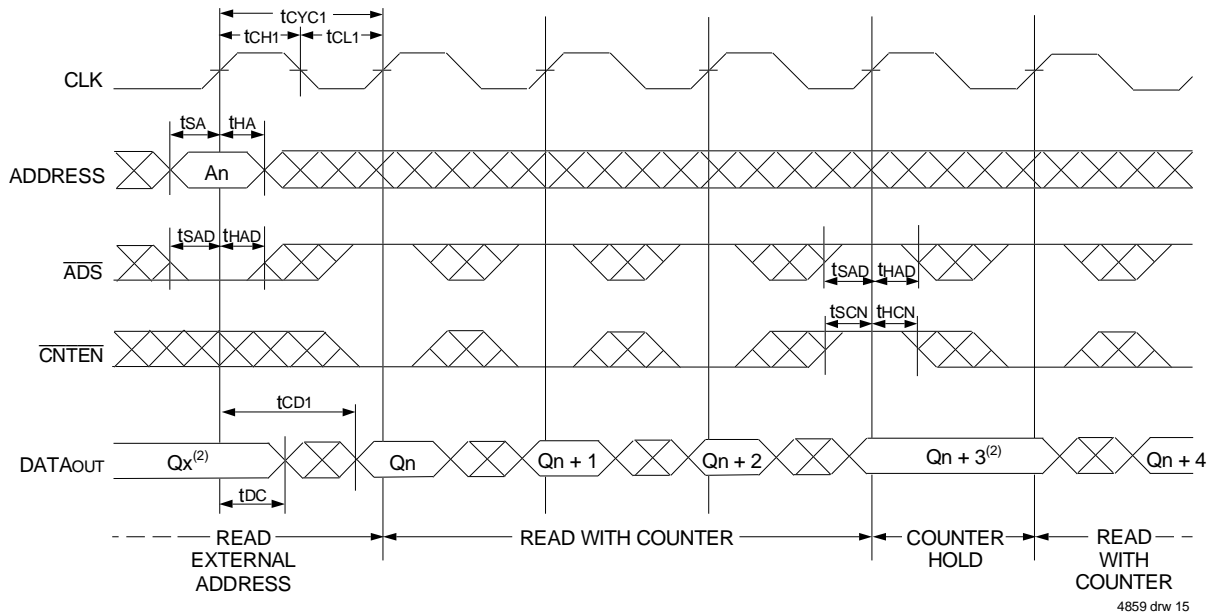 tCYC1
tCH1 tCL1
CLK
tSA tHA
ADDRESS An
tSAD tHAD
ADS
tSAD tHAD
tSCN tHCN
CNTEN
tCD1
DATAOUT Qx(2) Qn Qn + 1 Qn + 2 Qn + 3(2) Qn + 4
tDC
READ EXTERNAL ADDRESS
READ WITH COUNTER
COUNTER HOLD
READ WITH COUNTER
4859 drw 15